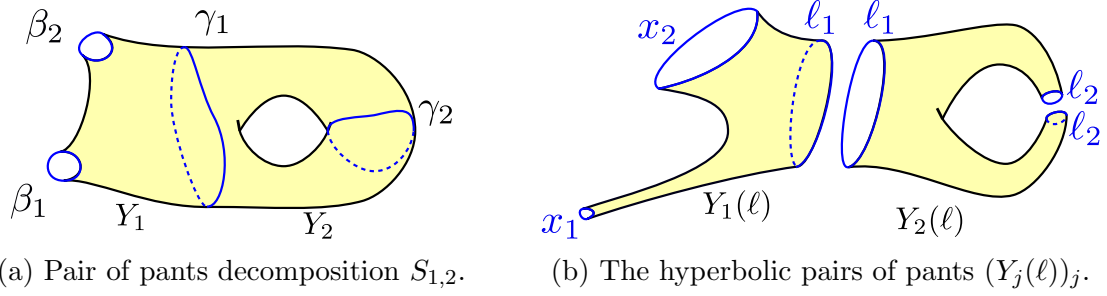 β₂ γ₁ x₂ ℓ₁ ℓ₁
γ₂ ℓ₂
ℓ₂
β₁ Y₁ Y₂ x₁ Y₁(ℓ) Y₂(ℓ)
(a) Pair of pants decomposition S₁,₂.
(b) The hyperbolic pairs of pants (Yⱼ(ℓ))ⱼ.